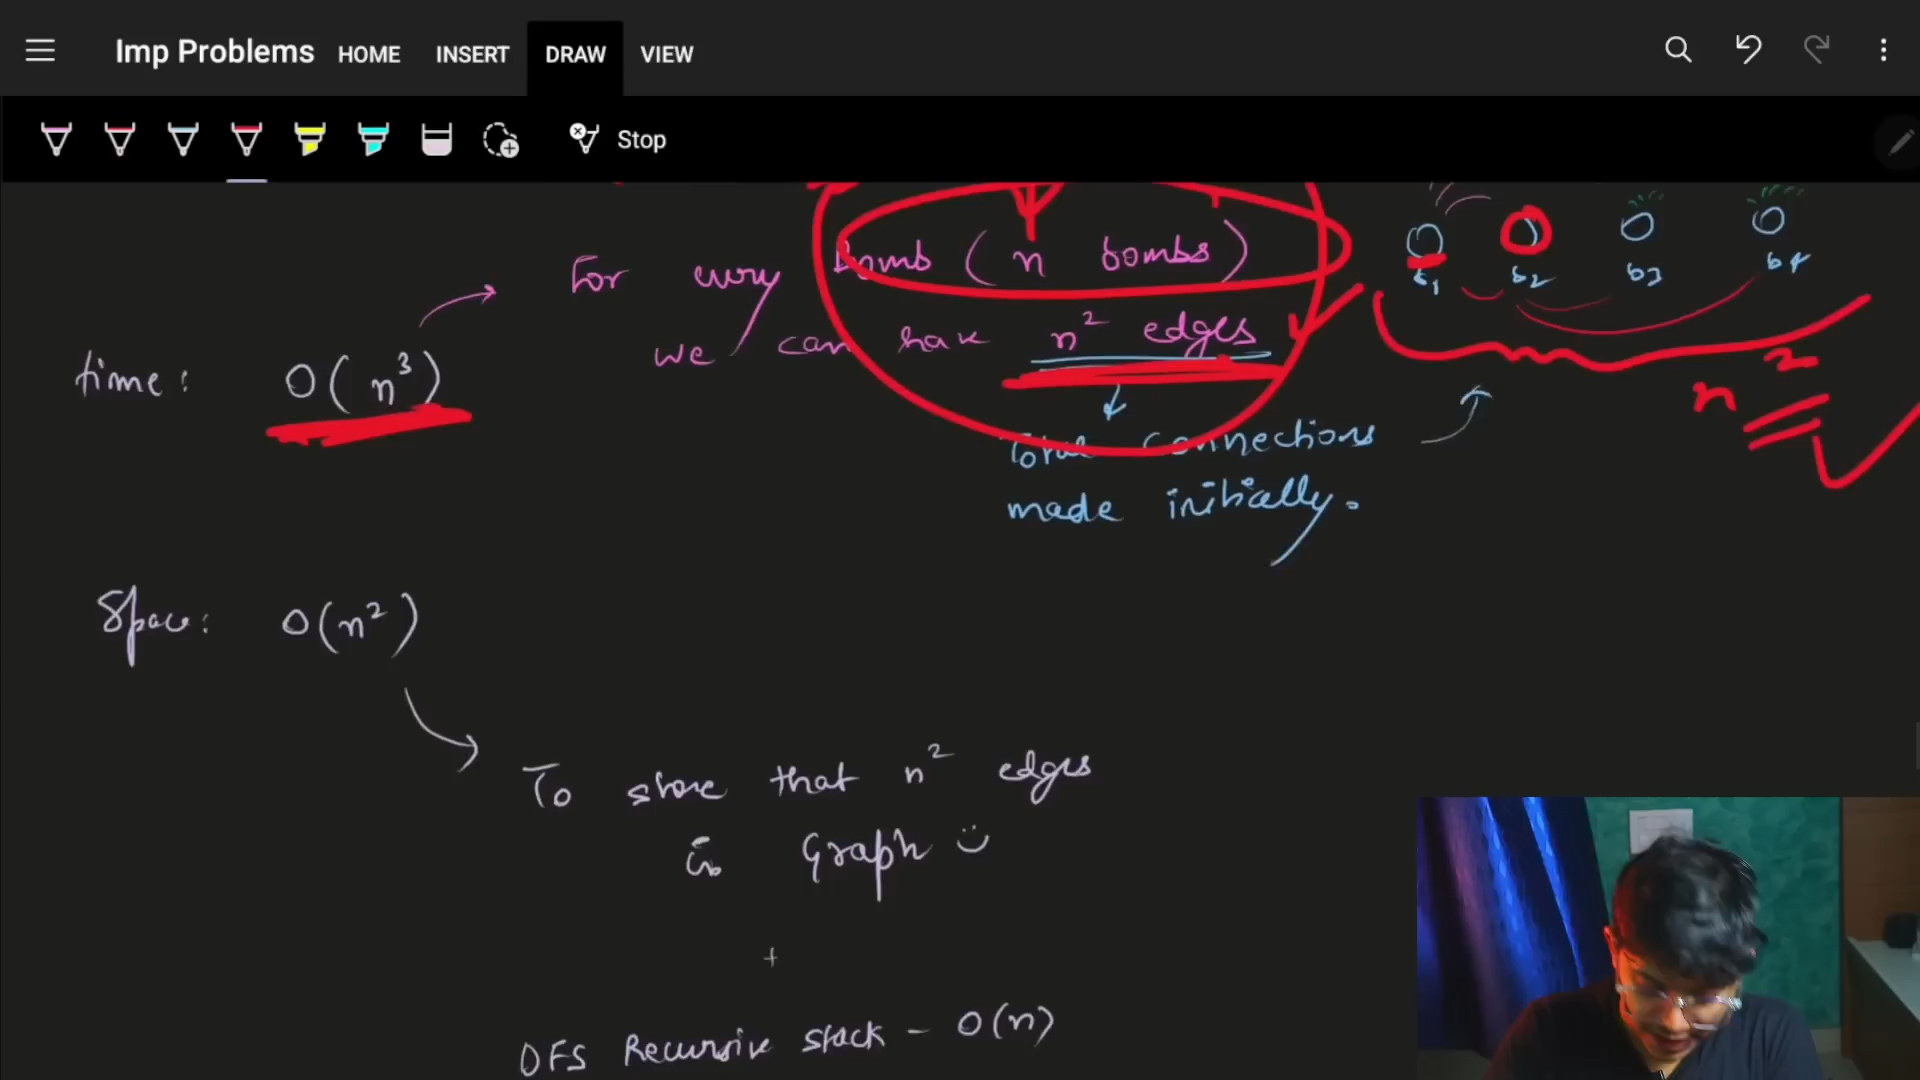 Imp Problems HOME INSERT DRAW VIEW
Stop
For every Bomb ( n bombs )
we can have n² edges
b1 b2 b3 b4
n²
time: O( n³ )
Total connections
made initially.
Space: O(n²)
To store that n² edges
in Graph
+
DFS Recursive stack - O(n)